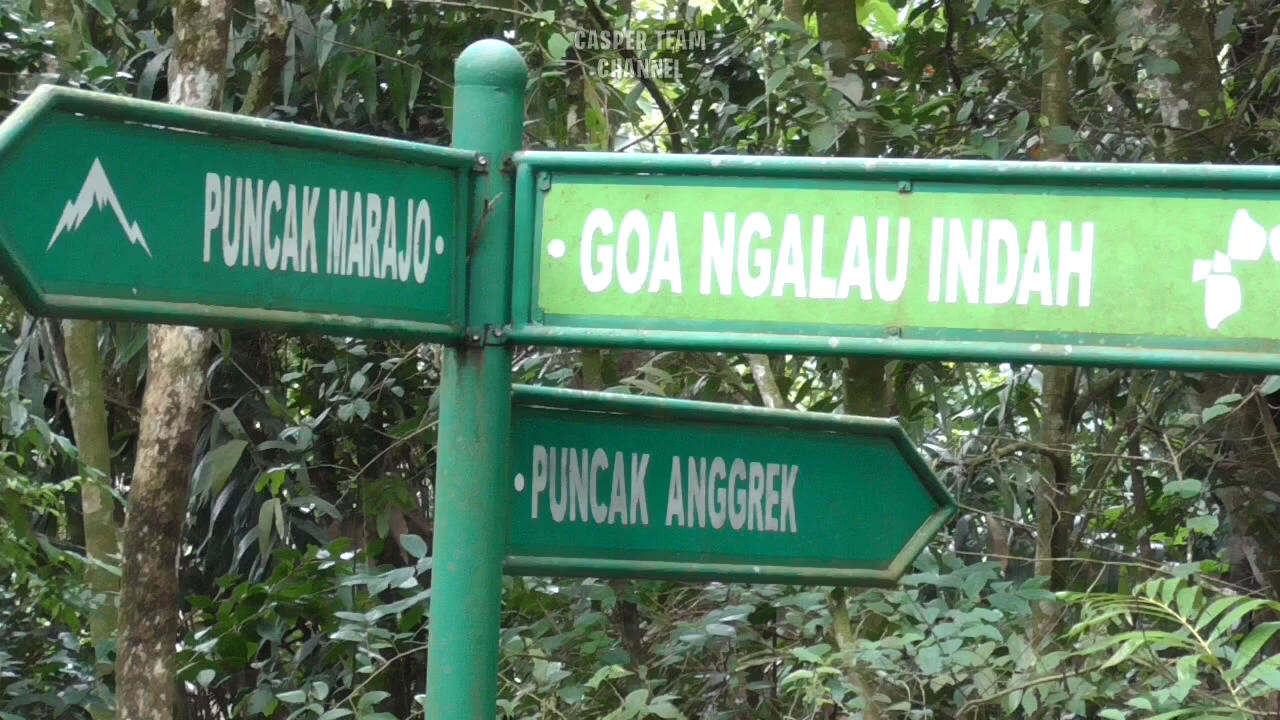 CASPER TEAM
CHANNEL
PUNCAK MARAJO
GOA NGALAU INDAH
PUNCAK ANGGREK